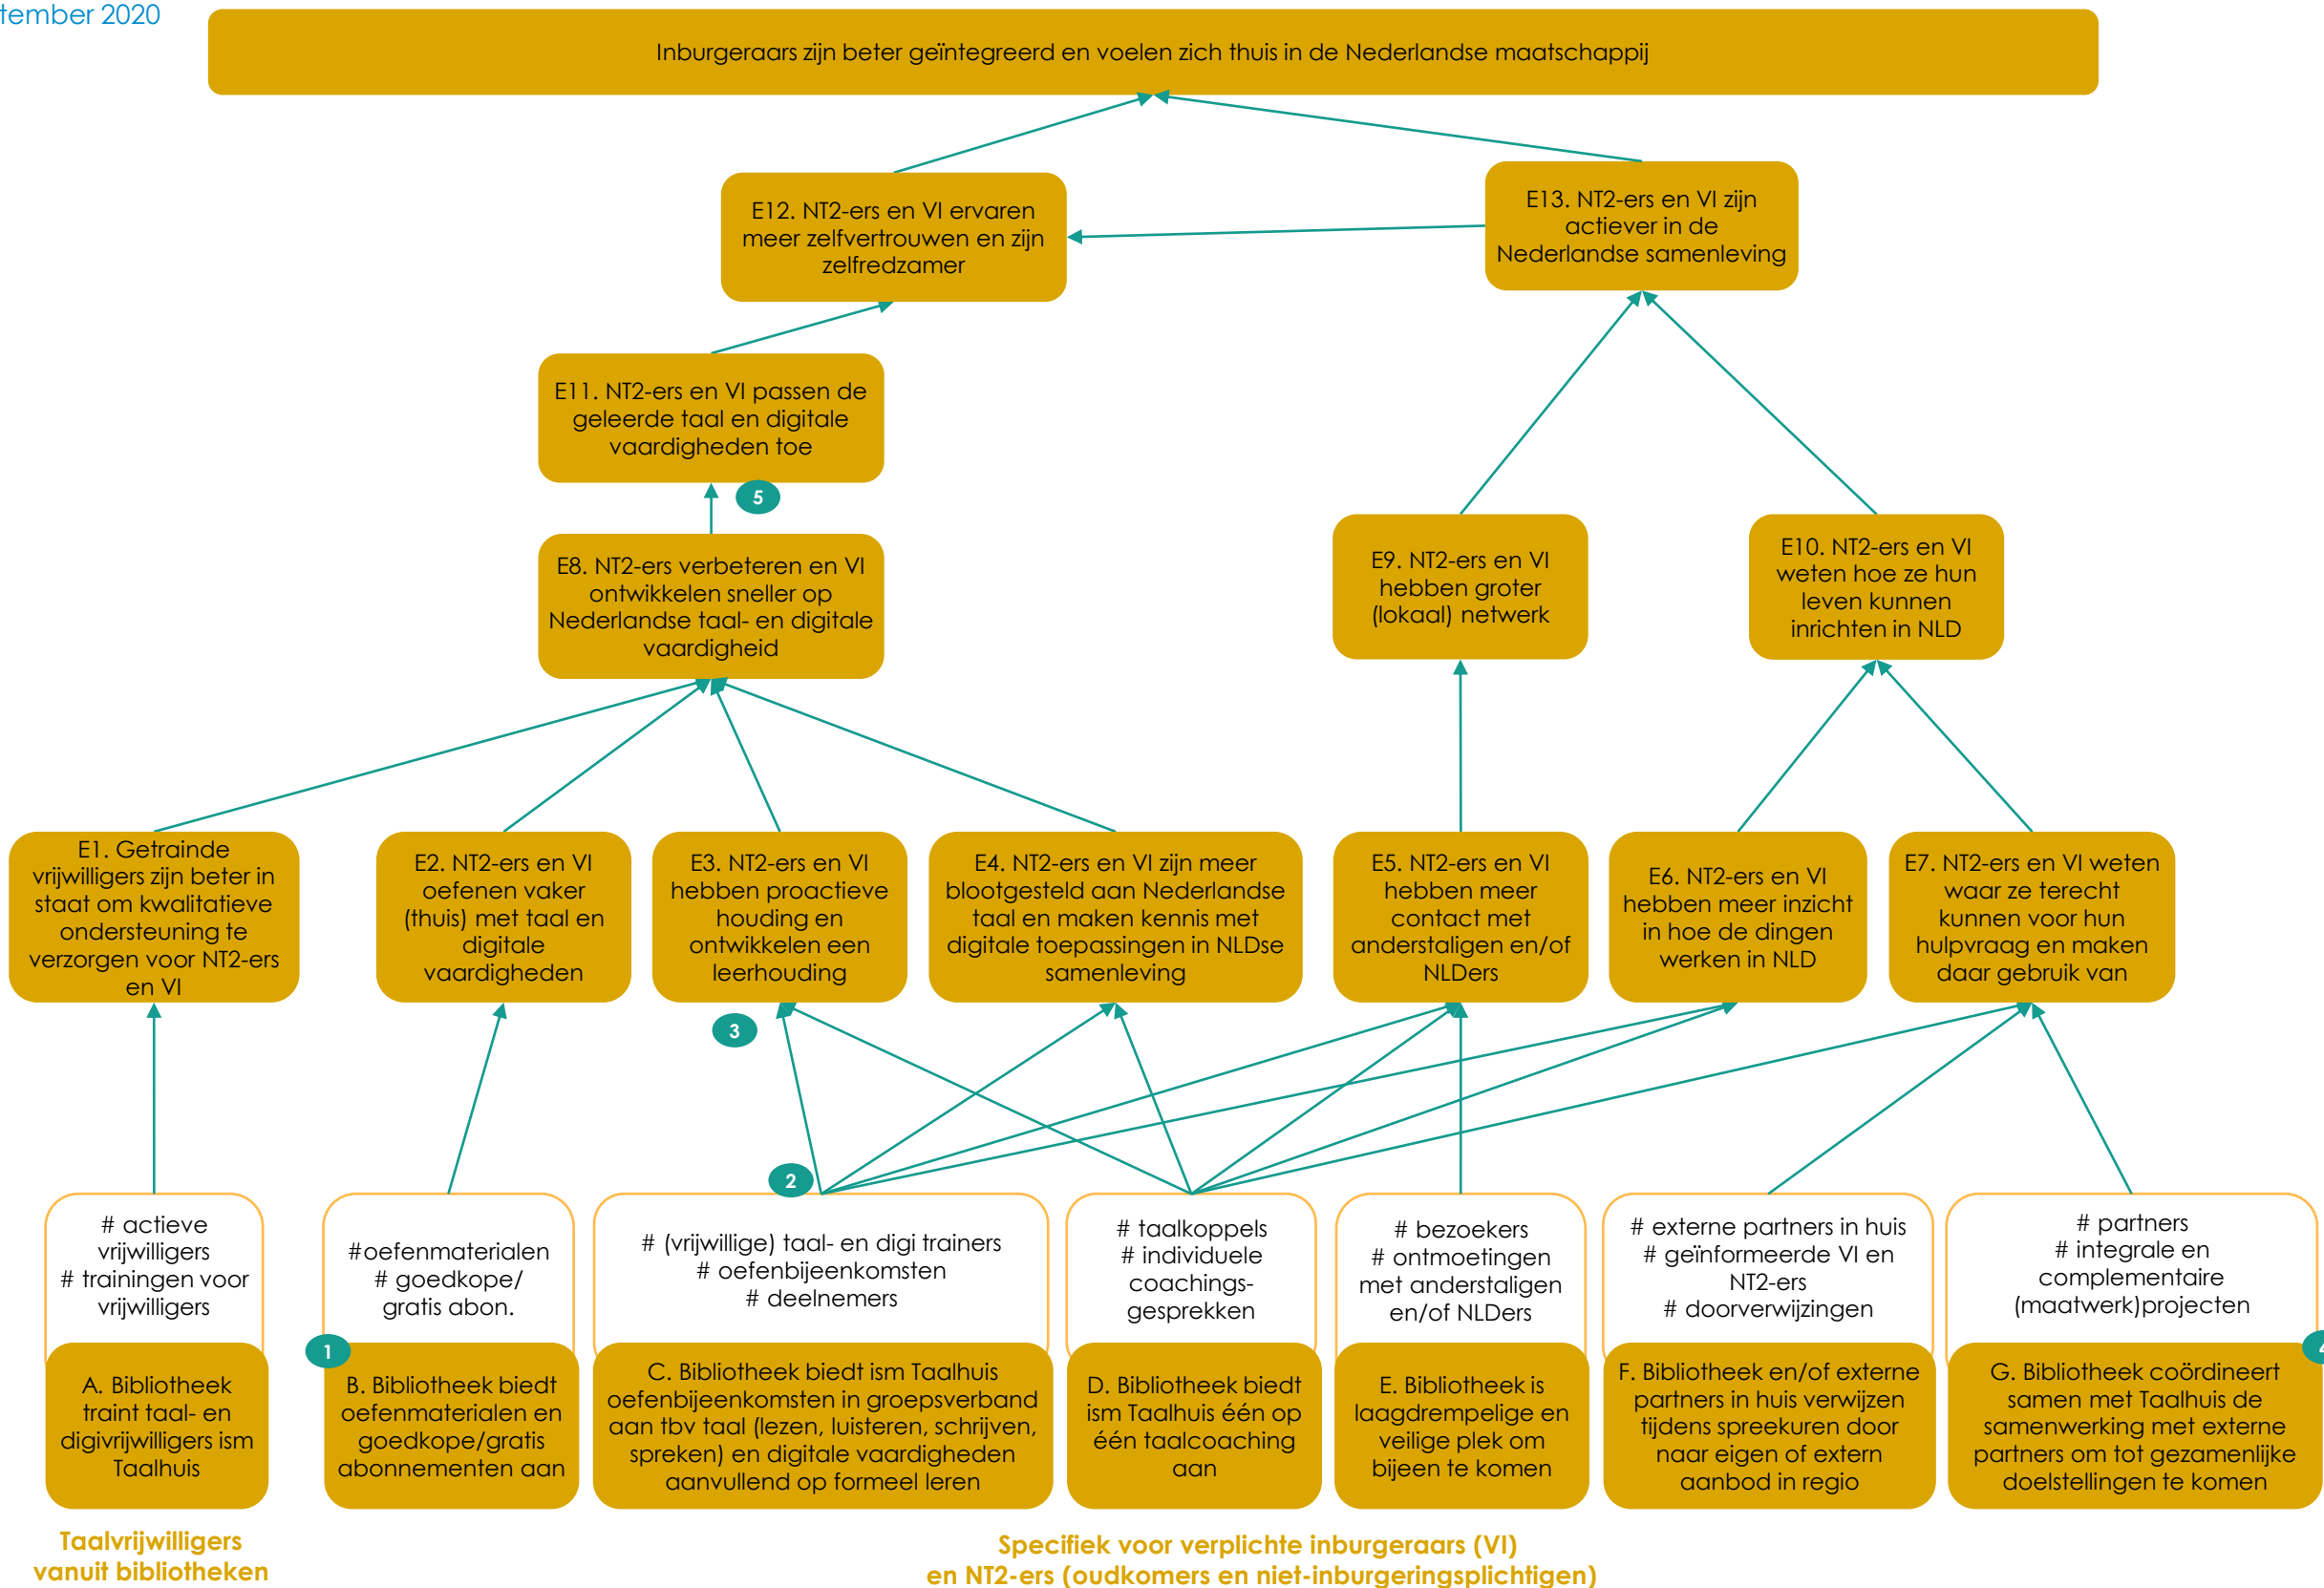 tember 2020
Inburgeraars zijn beter geïntegreerd en voelen zich thuis in de Nederlandse maatschappij
E12. NT2-ers en VI ervaren
meer zelfvertrouwen en zijn
zelfredzamer
E13. NT2-ers en VI zijn
actiever in de
Nederlandse samenleving
E11. NT2-ers en VI passen de
geleerde taal en digitale
vaardigheden toe
5
E8. NT2-ers verbeteren en VI
ontwikkelen sneller op
Nederlandse taal- en digitale
vaardigheid
E9. NT2-ers en VI
hebben groter
(lokaal) netwerk
E10. NT2-ers en VI
weten hoe ze hun
leven kunnen
inrichten in NLD
E1. Getrainde
vrijwilligers zijn beter in
staat om kwalitatieve
ondersteuning te
verzorgen voor NT2-ers
en VI
E2. NT2-ers en VI
oefenen vaker
(thuis) met taal en
digitale
vaardigheden
E3. NT2-ers en VI
hebben proactieve
houding en
ontwikkelen een
leerhouding
E4. NT2-ers en VI zijn meer
blootgesteld aan Nederlandse
taal en maken kennis met
digitale toepassingen in NLDse
samenleving
E5. NT2-ers en VI
hebben meer
contact met
anderstaligen en/of
NLDers
E6. NT2-ers en VI
hebben meer inzicht
in hoe de dingen
werken in NLD
E7. NT2-ers en VI weten
waar ze terecht
kunnen voor hun
hulpvraag en maken
daar gebruik van
3
2
# actieve
vrijwilligers
# trainingen voor
vrijwilligers
#oefenmaterialen
# goedkope/
gratis abon.
# (vrijwillige) taal- en digi trainers
# oefenbijeenkomsten
# deelnemers
# taalkoppels
# individuele
coachings-
gesprekken
# bezoekers
# ontmoetingen
met anderstaligen
en/of NLDers
# externe partners in huis
# geïnformeerde VI en
NT2-ers
# doorverwijzingen
# partners
# integrale en
complementaire
(maatwerk)projecten
1
4
A. Bibliotheek
traint taal- en
digivrijwilligers ism
Taalhuis
B. Bibliotheek biedt
oefenmaterialen en
goedkope/gratis
abonnementen aan
C. Bibliotheek biedt ism Taalhuis
oefenbijeenkomsten in groepsverband
aan tbv taal (lezen, luisteren, schrijven,
spreken) en digitale vaardigheden
aanvullend op formeel leren
D. Bibliotheek biedt
ism Taalhuis één op
één taalcoaching
aan
E. Bibliotheek is
laagdrempelige en
veilige plek om
bijeen te komen
F. Bibliotheek en/of externe
partners in huis verwijzen
tijdens spreekuren door
naar eigen of extern
aanbod in regio
G. Bibliotheek coördineert
samen met Taalhuis de
samenwerking met externe
partners om tot gezamenlijke
doelstellingen te komen
Taalvrijwilligers
vanuit bibliotheken
Specifiek voor verplichte inburgeraars (VI)
en NT2-ers (oudkomers en niet-inburgeringsplichtigen)